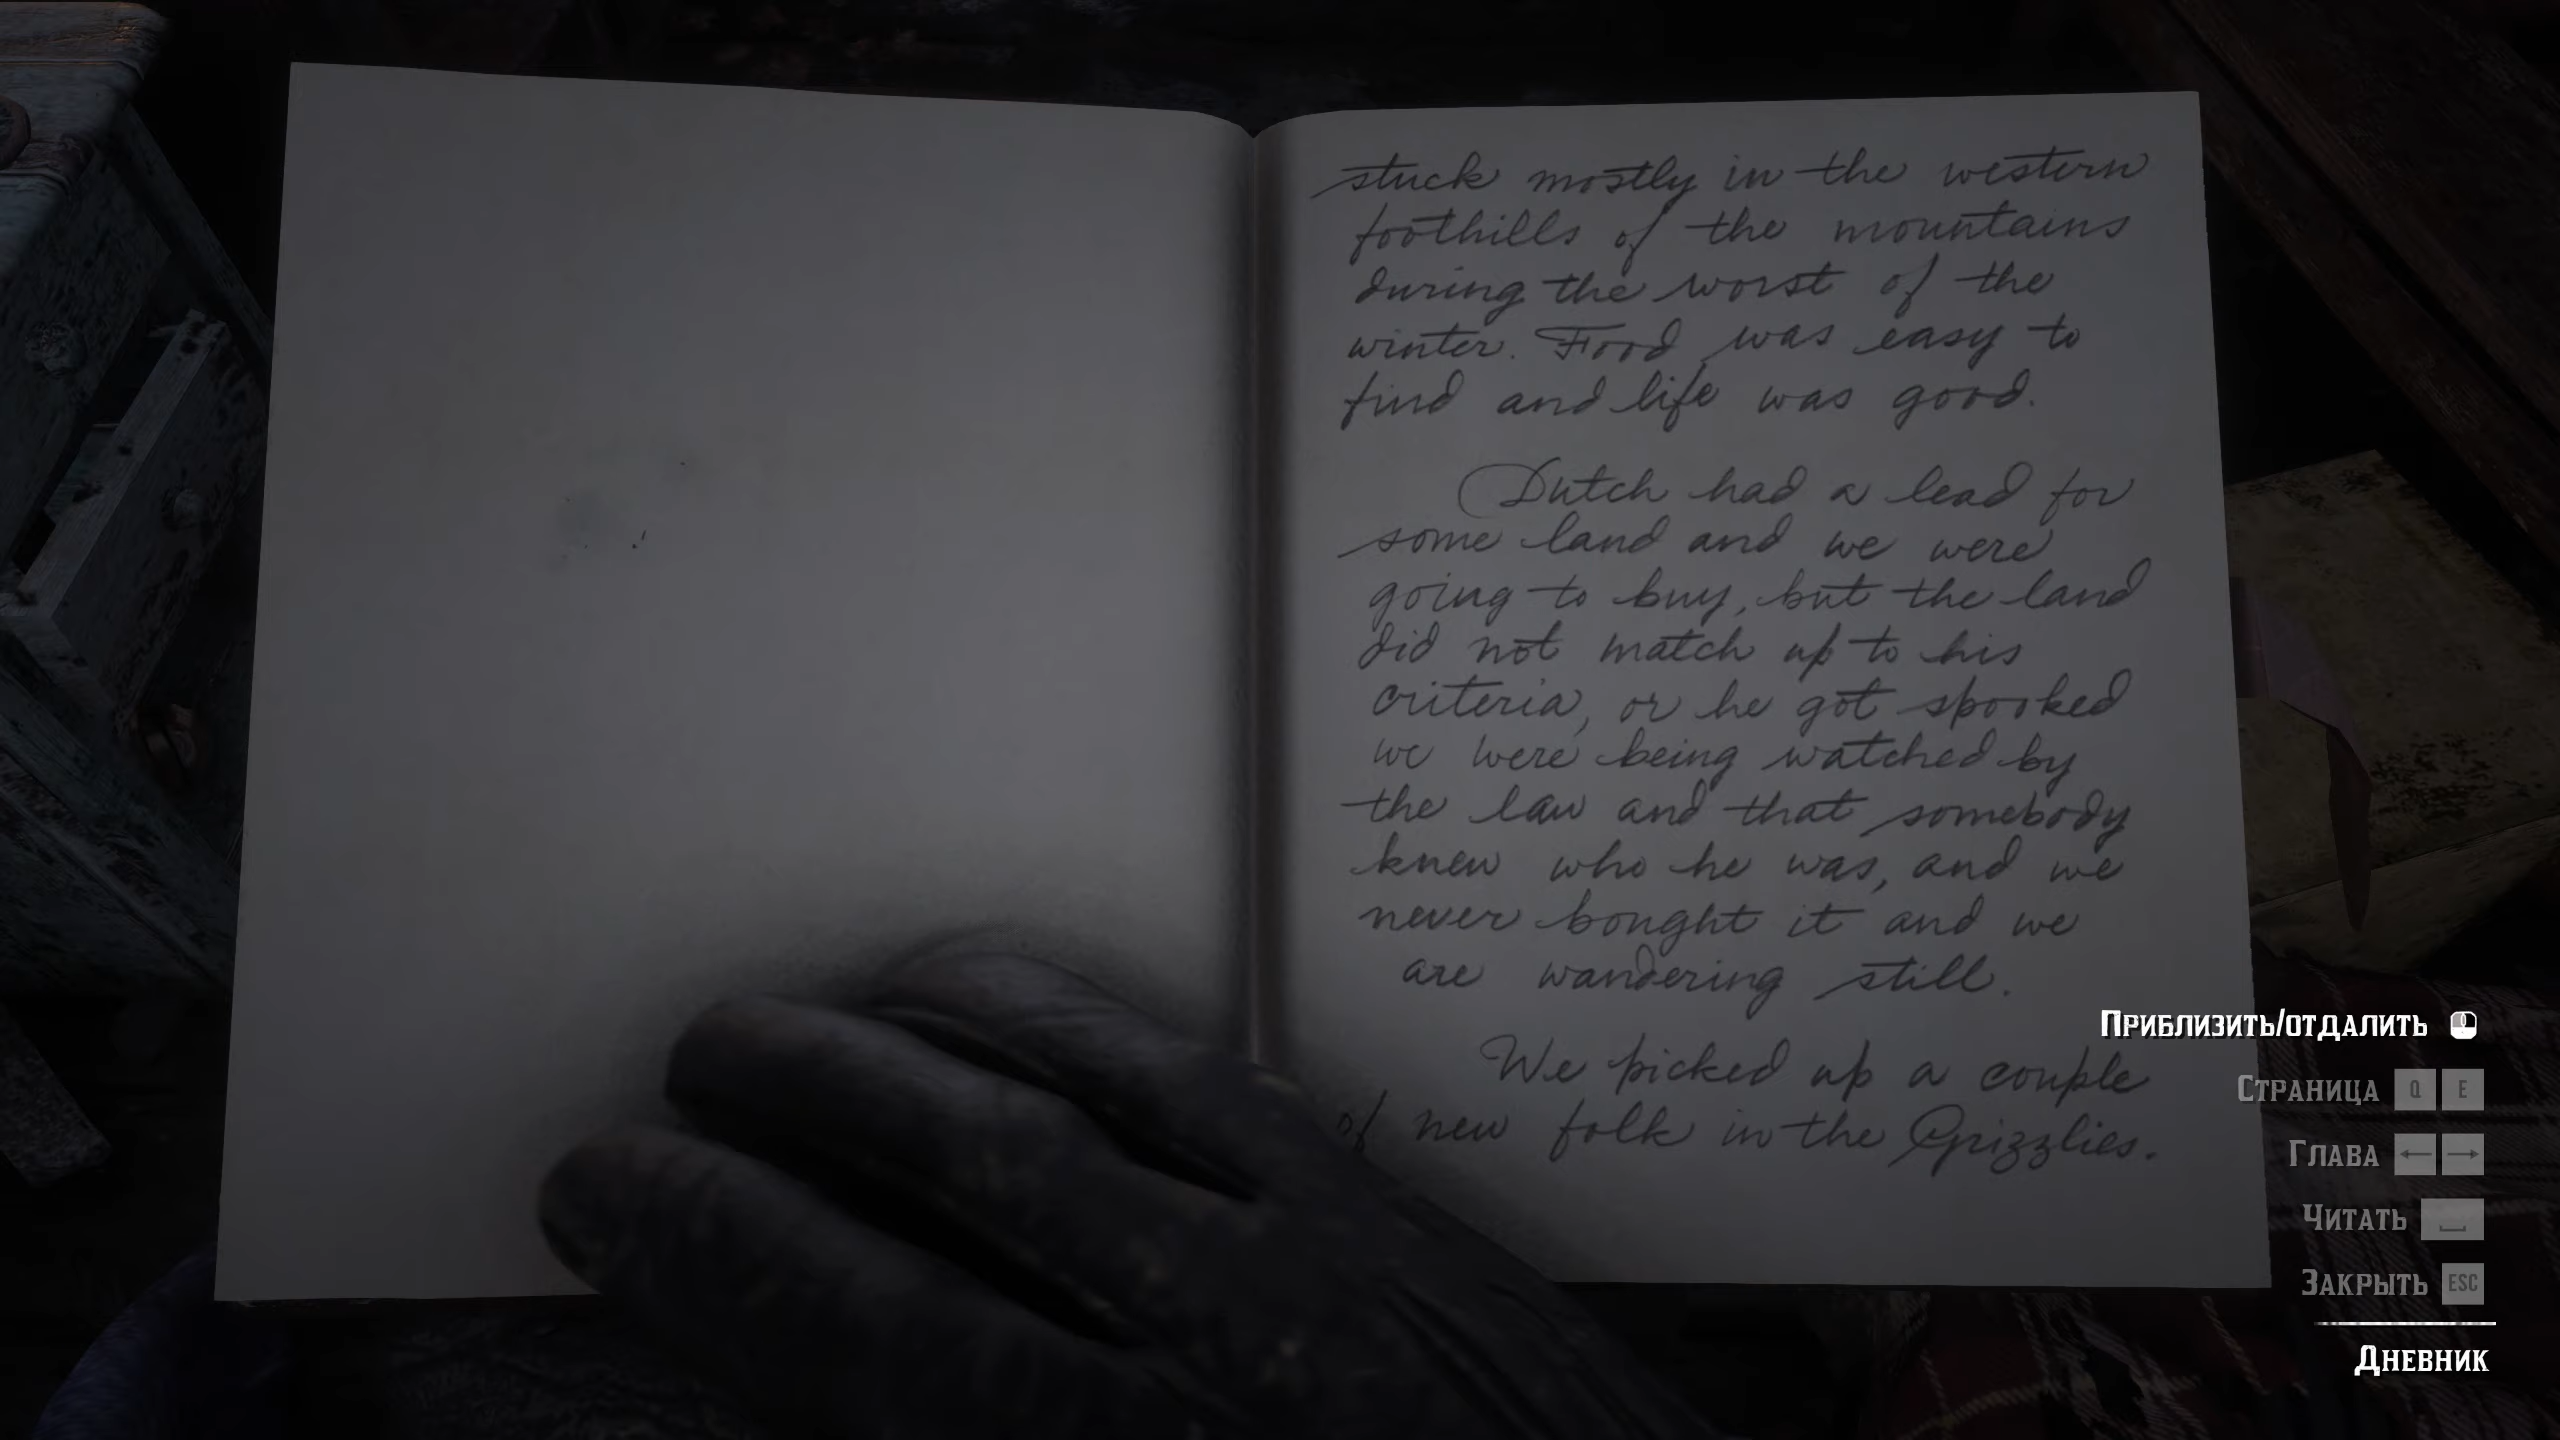 stuck mostly in the western
foothills of the mountains
during the worst of the
winter. Food was easy to
find and life was good.
Dutch had a lead for
some land and we were
going to buy, but the land
did not match up to his
criteria, or he got spooked
we were being watched by
the law and that somebody
knew who he was, and we
never bought it and we
are wandering still.
We picked up a couple
of new folk in the Grizzlies.
Приблизить/отдалить
Страница Q E
Глава ← →
Читать
Закрыть ESC
Дневник